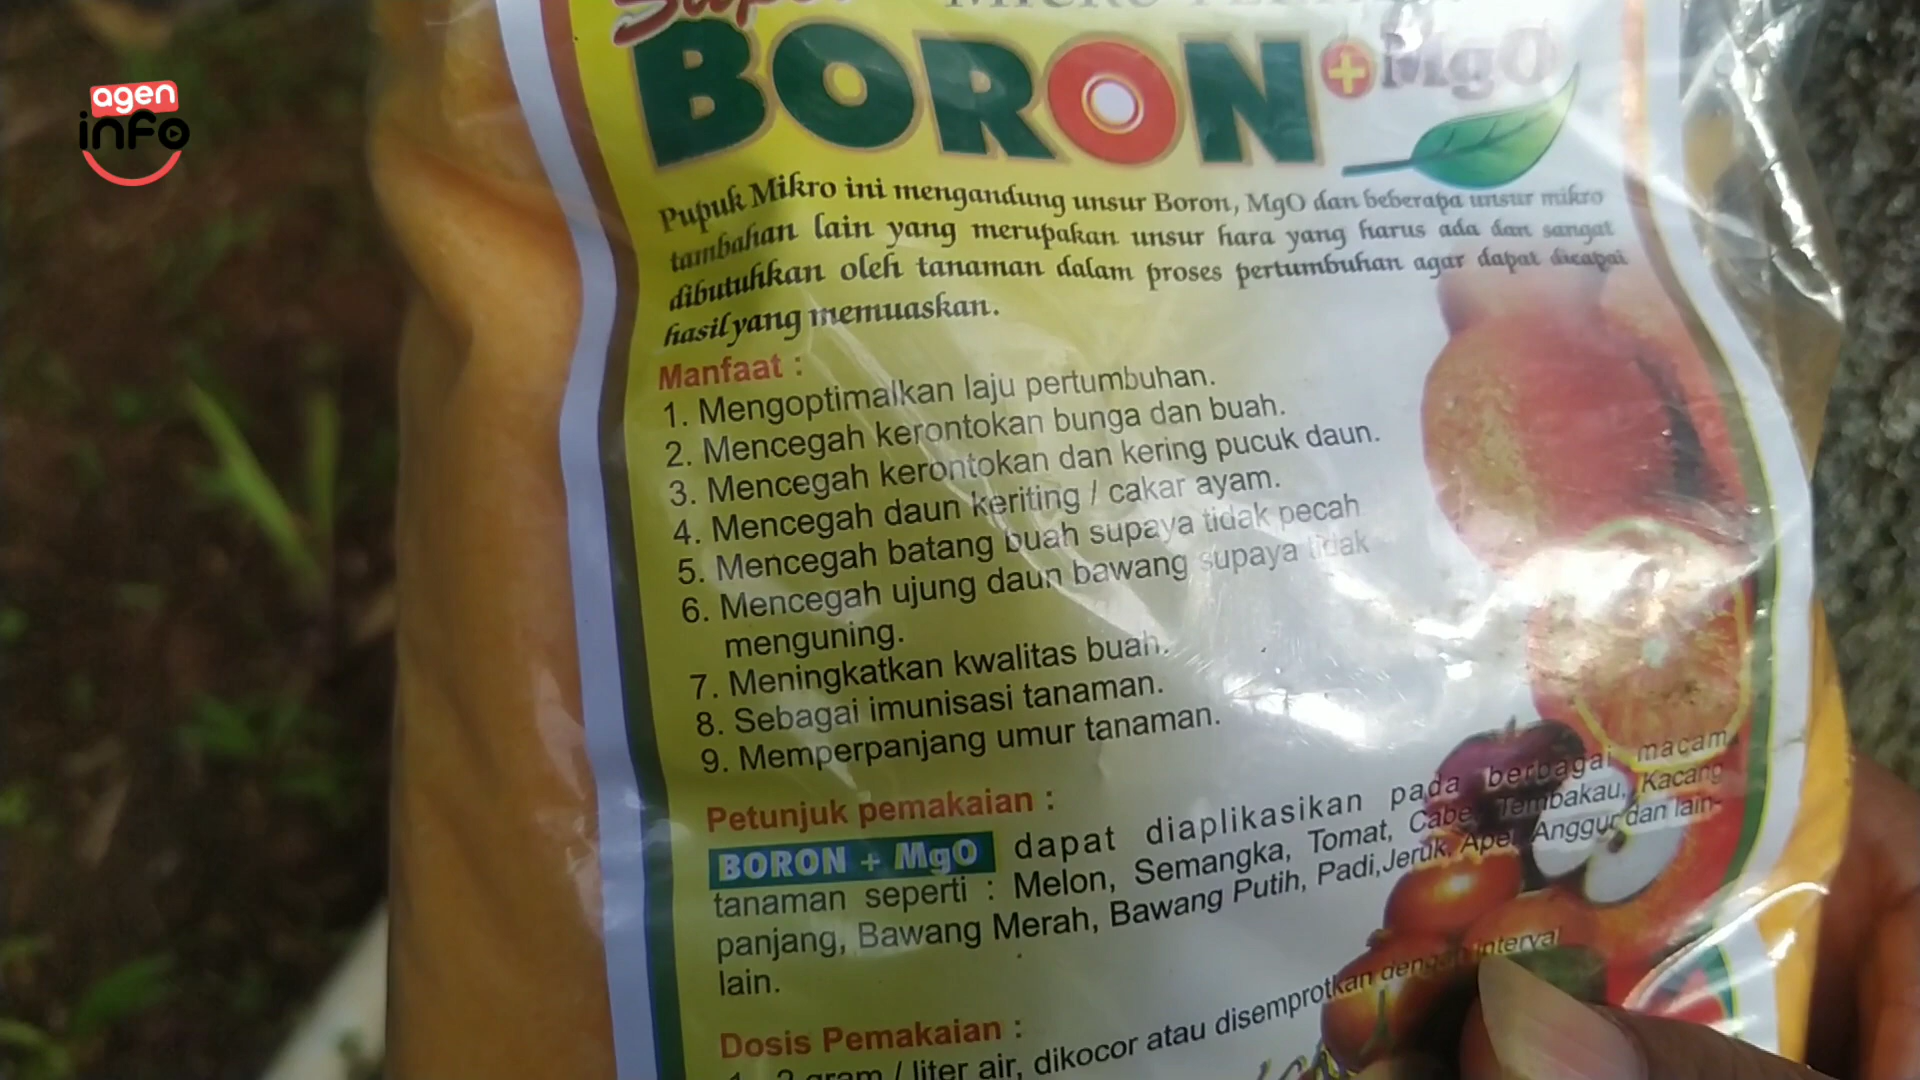 agen
info
Super
BORON+MgO
Pupuk Mikro ini mengandung unsur Boron, MgO dan beberapa unsur mikro
tambahan lain yang merupakan unsur hara yang harus ada dan sangat
dibutuhkan oleh tanaman dalam proses pertumbuhan agar dapat dicapai
hasil yang memuaskan.
Manfaat :
1. Mengoptimalkan laju pertumbuhan.
2. Mencegah kerontokan bunga dan buah.
3. Mencegah kerontokan dan kering pucuk daun.
4. Mencegah daun keriting / cakar ayam.
5. Mencegah batang buah supaya tidak pecah
6. Mencegah ujung daun bawang supaya tidak
menguning.
7. Meningkatkan kwalitas buah.
8. Sebagai imunisasi tanaman.
9. Memperpanjang umur tanaman.
Petunjuk pemakaian :
BORON + MgO dapat diaplikasikan pada berbagai macam
tanaman seperti : Melon, Semangka, Tomat, Cabe, Tembakau, Kacang
panjang, Bawang Merah, Bawang Putih, Padi,Jeruk, Apel, Anggur dan lain-
lain.
Dosis Pemakaian :
1 - 2 gram / liter air, dikocor atau disemprotkan dengan interval